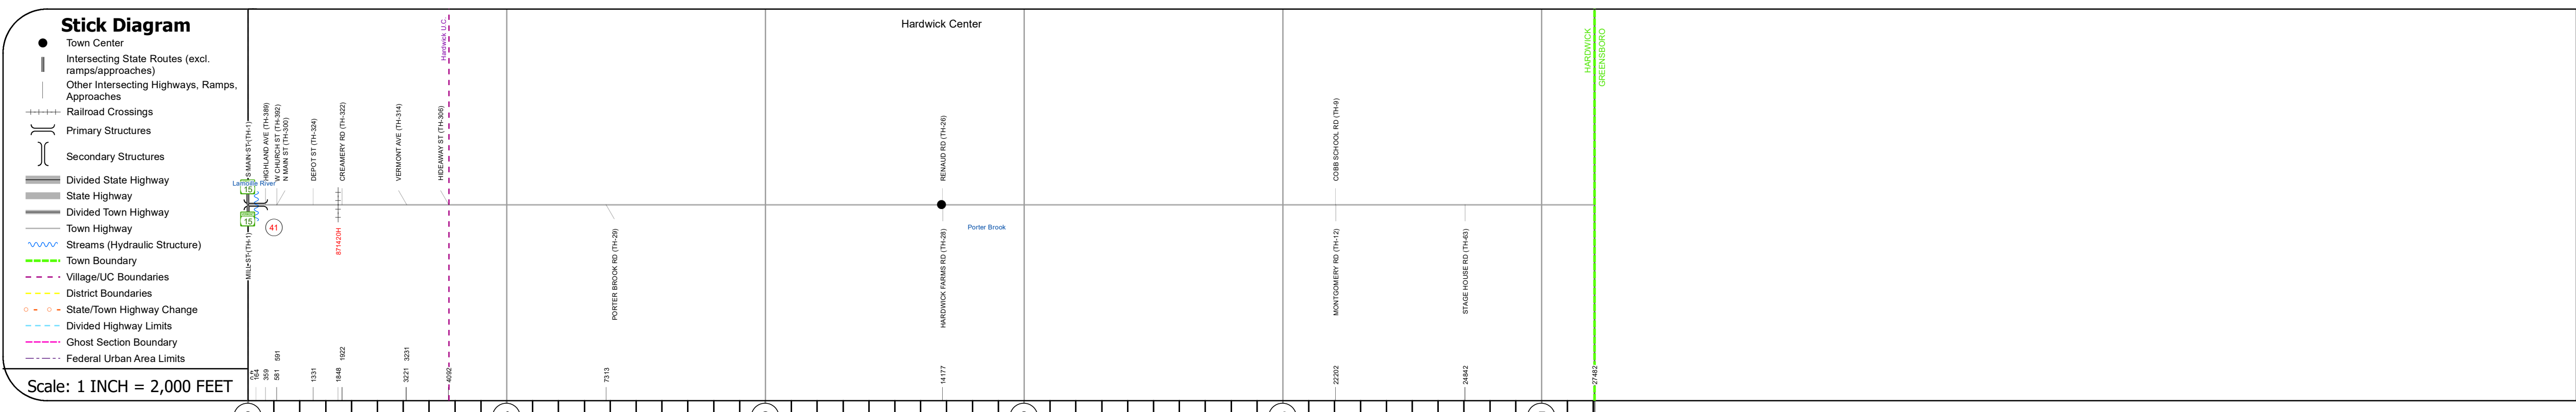 Stick Diagram
Town Center
Intersecting State Routes (excl.
ramps/approaches)
Other Intersecting Highways, Ramps,
Approaches
Railroad Crossings
Primary Structures
Secondary Structures
Divided State Highway
State Highway
Divided Town Highway
Town Highway
Streams (Hydraulic Structure)
Town Boundary
Village/UC Boundaries
District Boundaries
State/Town Highway Change
Divided Highway Limits
Ghost Section Boundary
Federal Urban Area Limits
Scale: 1 INCH = 2,000 FEET
Hardwick Center
Hardwick U.C.
HARDWICK
GREENSBORO
S MAIN ST (TH-1)
HIGHLAND AVE (TH-389)
W CHURCH ST (TH-392)
N MAIN ST (TH-300)
DEPOT ST (TH-324)
CREAMERY RD (TH-322)
VERMONT AVE (TH-314)
HIDEAWAY ST (TH-306)
RENAUD RD (TH-26)
COBB SCHOOL RD (TH-9)
Lamoille River
15
15
41
871420H
Porter Brook
MILL ST (TH-1)
PORTER BROOK RD (TH-29)
HARDWICK FARMS RD (TH-28)
MONTGOMERY RD (TH-12)
STAGE HOUSE RD (TH-63)
591
1922
3231
164
359
581
1331
1848
3221
4092
7313
14177
22202
24842
27482